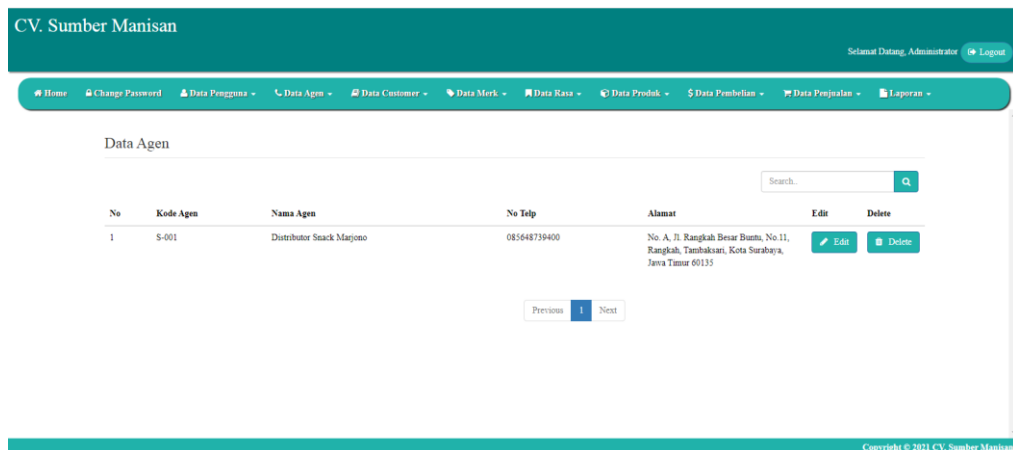 CV. Sumber Manisan
Selamat Datang, Administrator Logout
Home Change Password Data Pengguna Data Agen Data Customer Data Merk Data Rasa Data Produk Data Pembelian Data Penjualan Laporan
Data Agen
Search..
No Kode Agen Nama Agen No Telp Alamat Edit Delete
1 S-001 Distributor Snack Marjono 085648739400 No. A, Jl. Rangkah Besar Buntu, No.11, Edit Delete
Rangkah, Tambaksari, Kota Surabaya,
Jawa Timur 60135
Previous 1 Next
Copyright © 2021 CV. Sumber Manisan